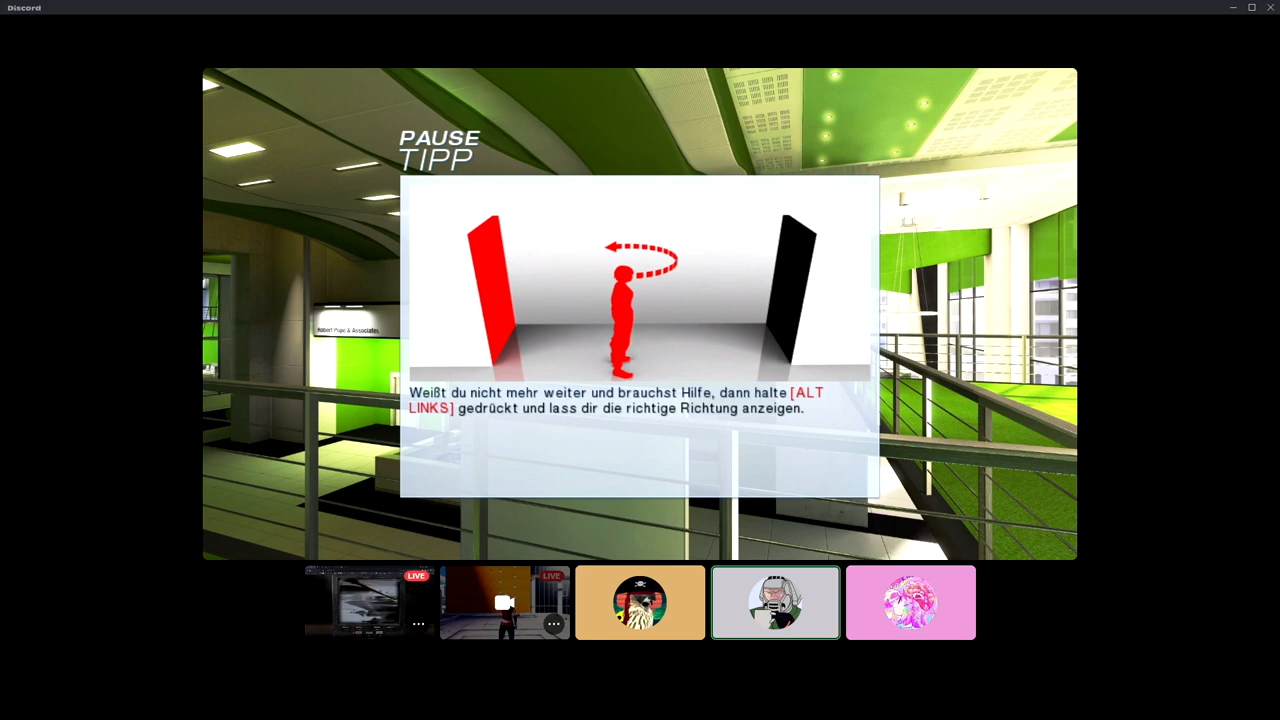 Discord
PAUSE
TIPP
Robert Pope & Associates
Weißt du nicht mehr weiter und brauchst Hilfe, dann halte [ALT
LINKS] gedrückt und lass dir die richtige Richtung anzeigen.
LIVE
LIVE